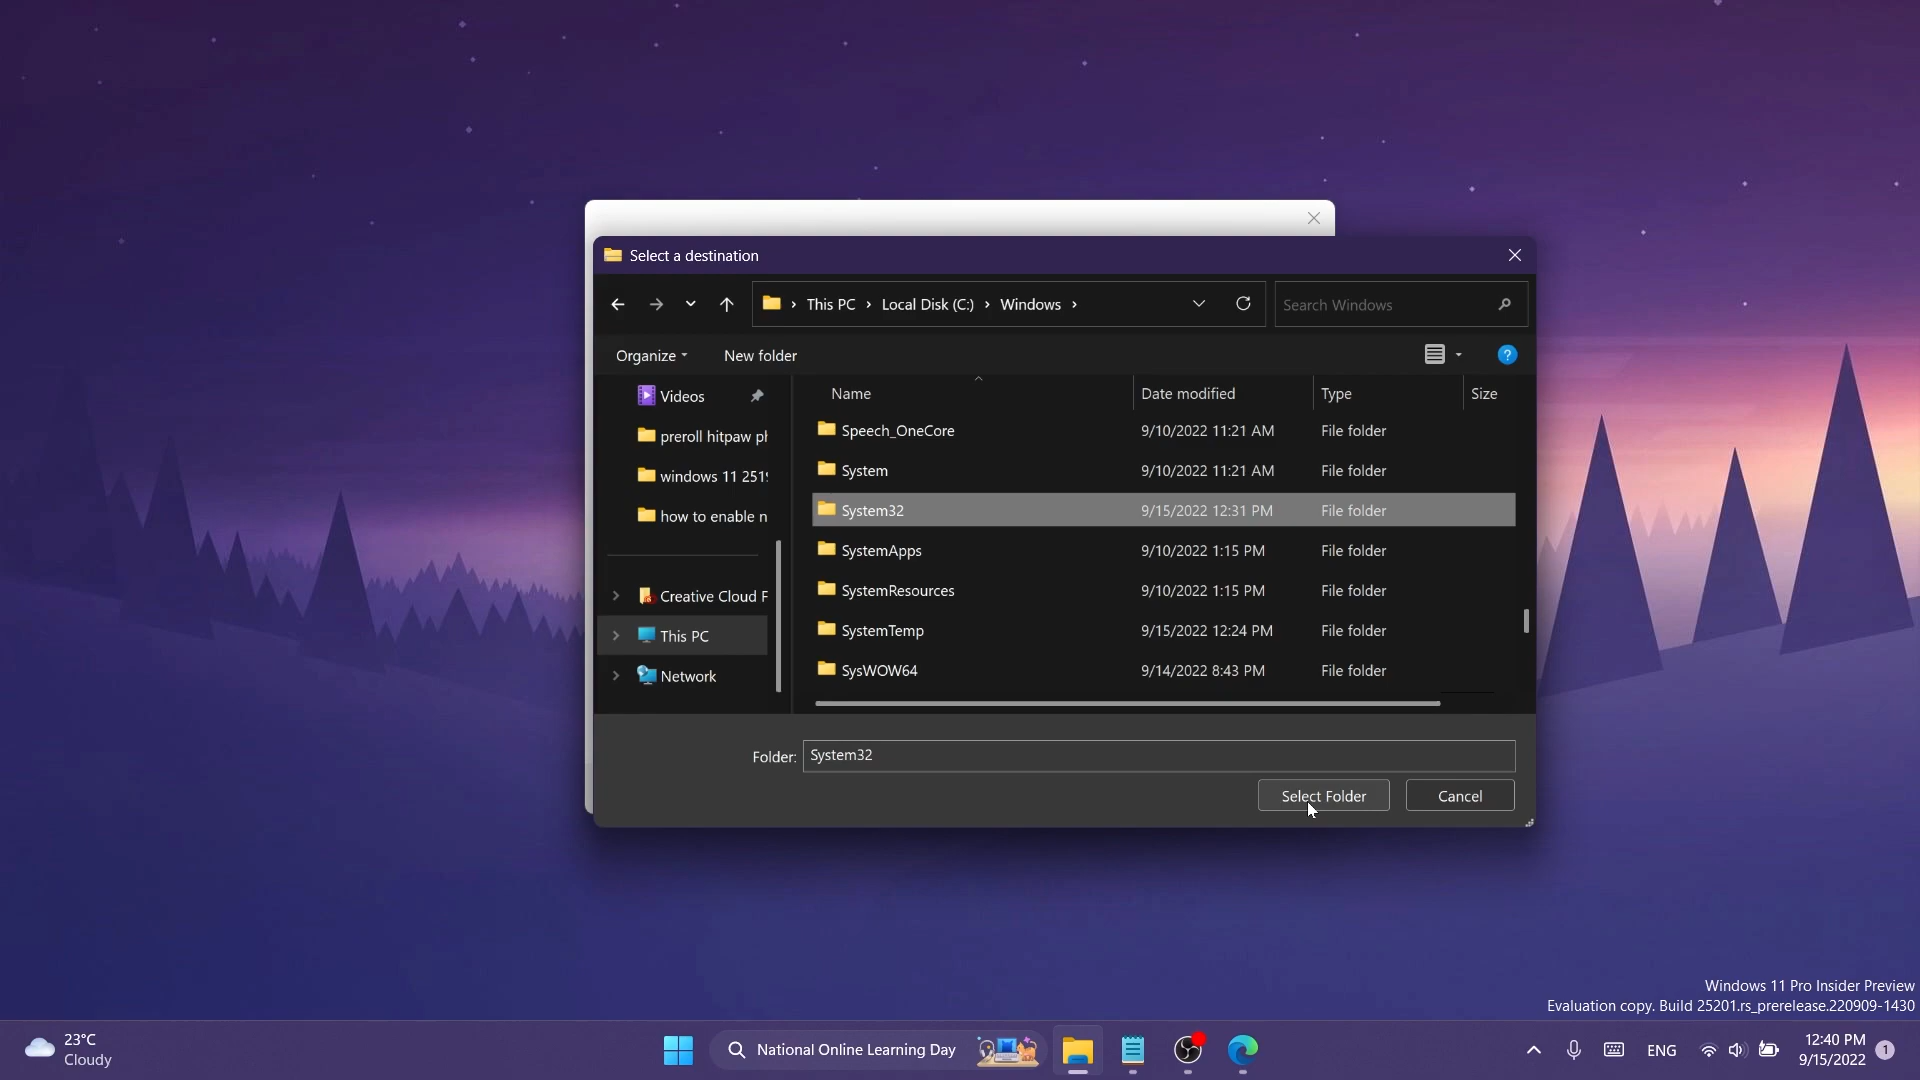 Select a destination
This PC Local Disk (C:) Windows
Search Windows
Organize New folder
?
Name Date modified Type Size
Videos
preroll hitpaw
windows 11
how to enable
Creative Cloud F
This PC
Network
Speech_OneCore 9/10/2022 11:21 AM File folder
System 9/10/2022 11:21 AM File folder
System32 9/15/2022 12:31 PM File folder
SystemApps 9/10/2022 1:15 PM File folder
SystemResources 9/10/2022 1:15 PM File folder
SystemTemp 9/15/2022 12:24 PM File folder
SysWOW64 9/14/2022 8:43 PM File folder
Folder: System32
Select Folder Cancel
Windows 11 Pro Insider Preview
Evaluation copy. Build 25201.rs_prerelease.220909-1430
23°C
Cloudy
National Online Learning Day
ENG
12:40 PM
9/15/2022
1